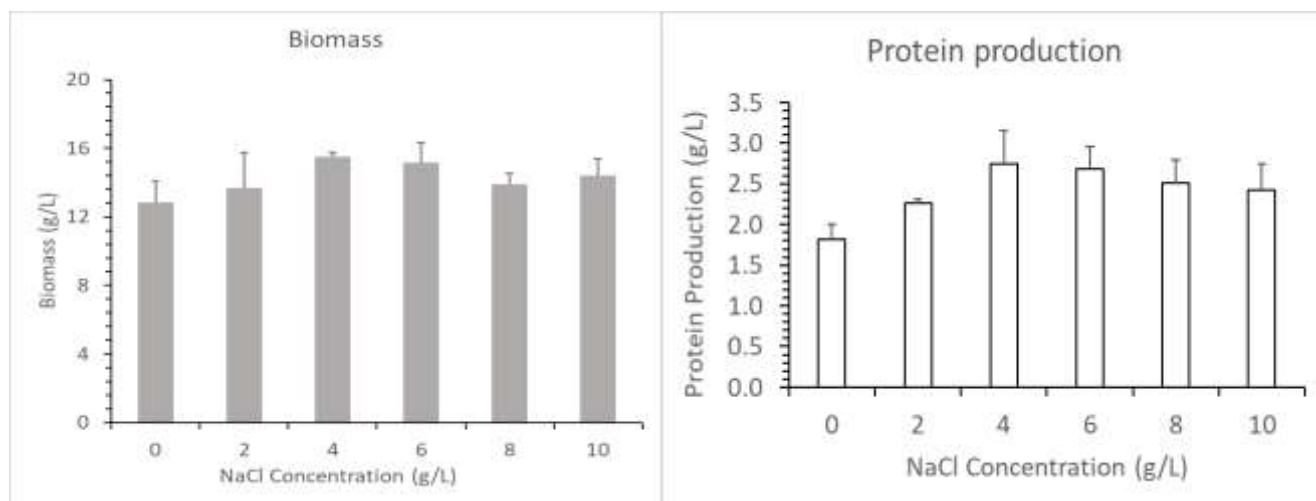 Biomass
20
16
12
8
4
0
Biomass (g/L)
0 2 4 6 8 10
NaCl Concentration (g/L)
Protein production
3.5
3.0
2.5
2.0
1.5
1.0
0.5
0.0
Protein Production (g/L)
0 2 4 6 8 10
NaCl Concentration (g/L)